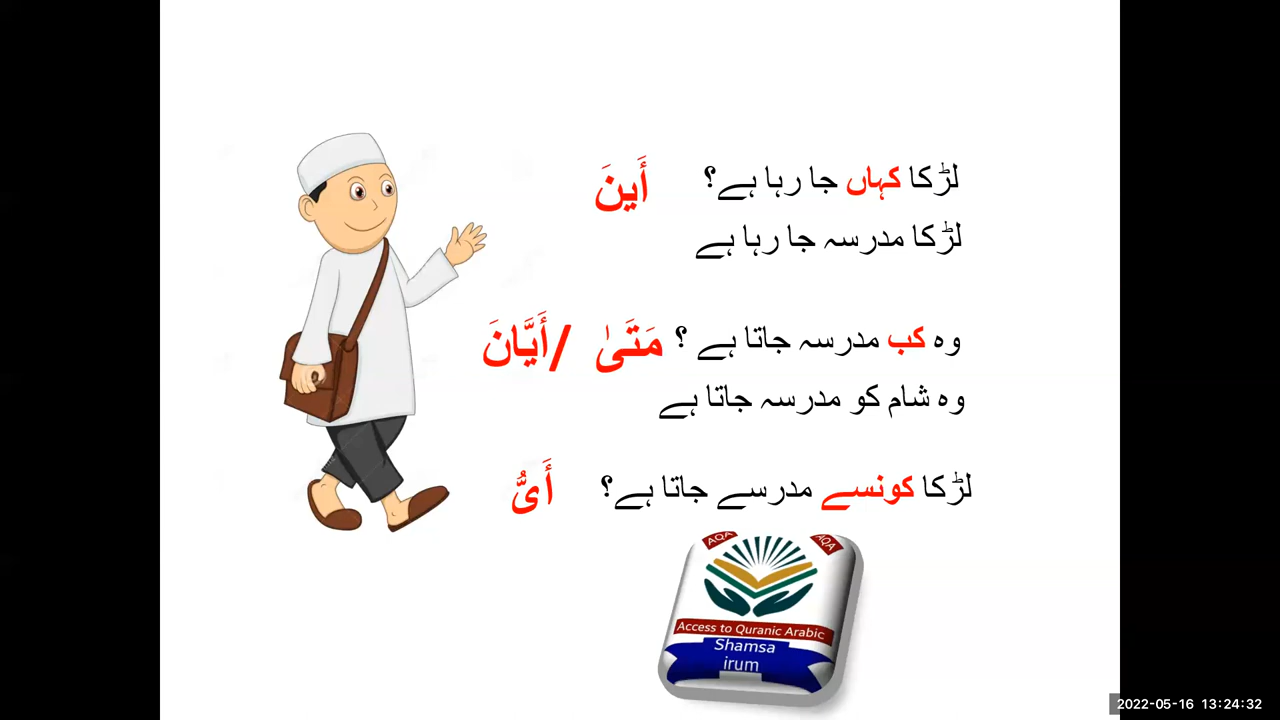 لڑکا کہاں جا رہا ہے؟ أَينَ
لڑکا مدرسہ جا رہا ہے
وہ کب مدرسہ جاتا ہے ؟ مَتَىٰ /أَيَّانَ
وہ شام کو مدرسہ جاتا ہے
لڑکا کونسے مدرسے جاتا ہے؟ أَىُّ
AQA AQA
Access to Quranic Arabic
Shamsa
irum
2022-05-16 13:24:32